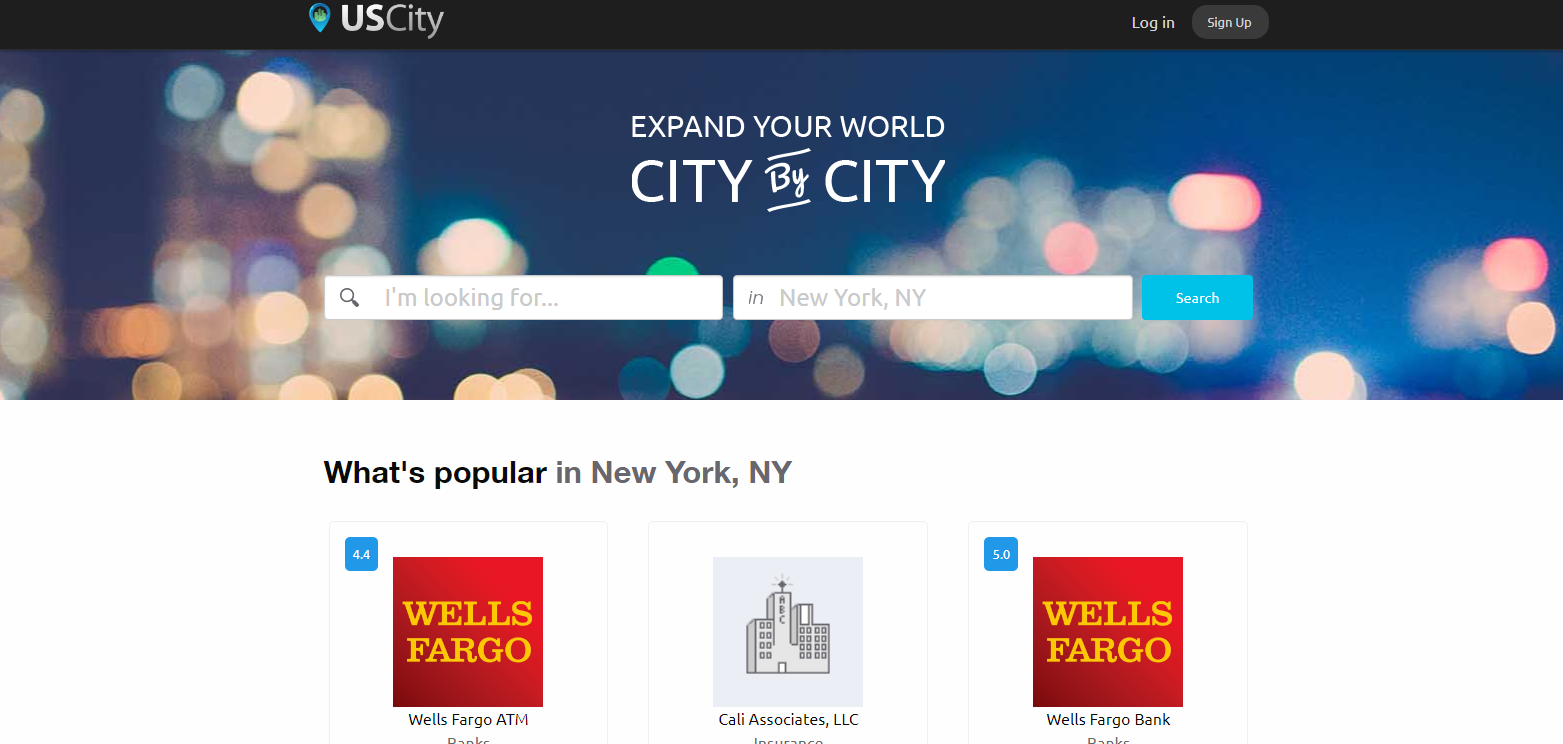 USCity
Log in
Sign Up
EXPAND YOUR WORLD
CITY By CITY
I'm looking for...
in New York, NY
Search
What's popular in New York, NY
4.4
WELLS
FARGO
Wells Fargo ATM
Banks
ABC
Cali Associates, LLC
Insurance
5.0
WELLS
FARGO
Wells Fargo Bank
Banks